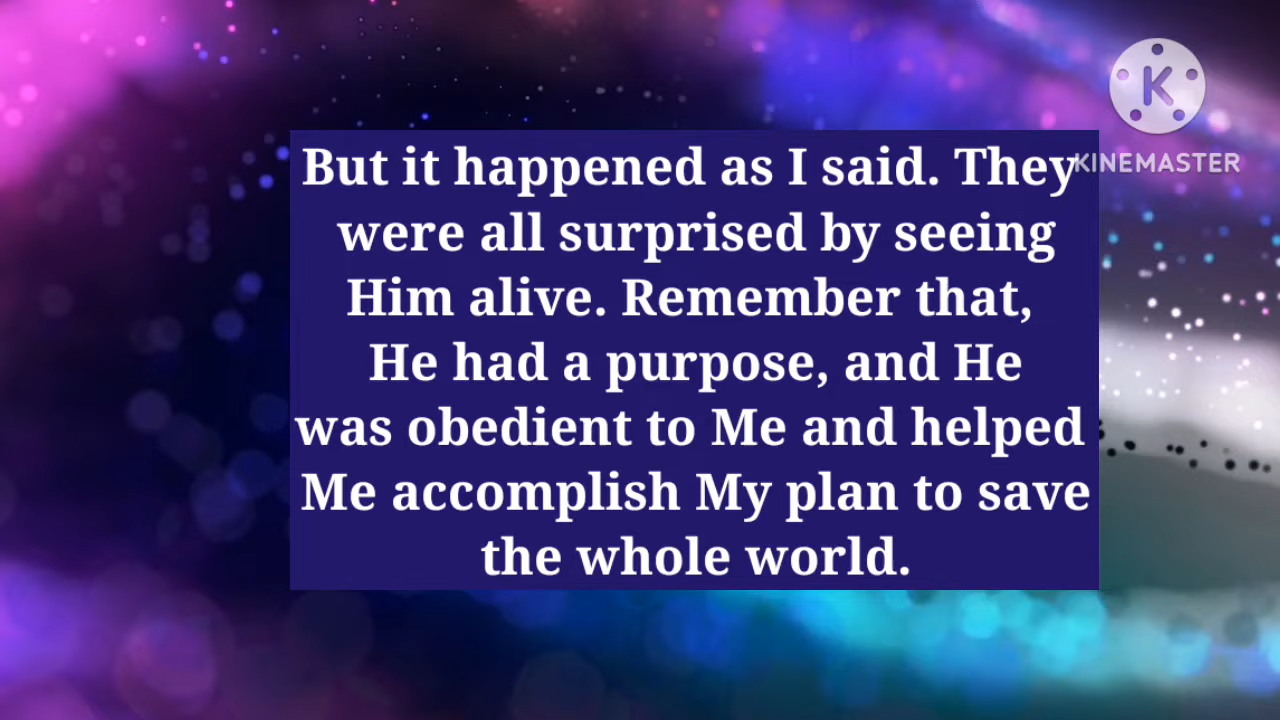 K
KINEMASTER
But it happened as I said. They
were all surprised by seeing
Him alive. Remember that,
He had a purpose, and He
was obedient to Me and helped
Me accomplish My plan to save
the whole world.